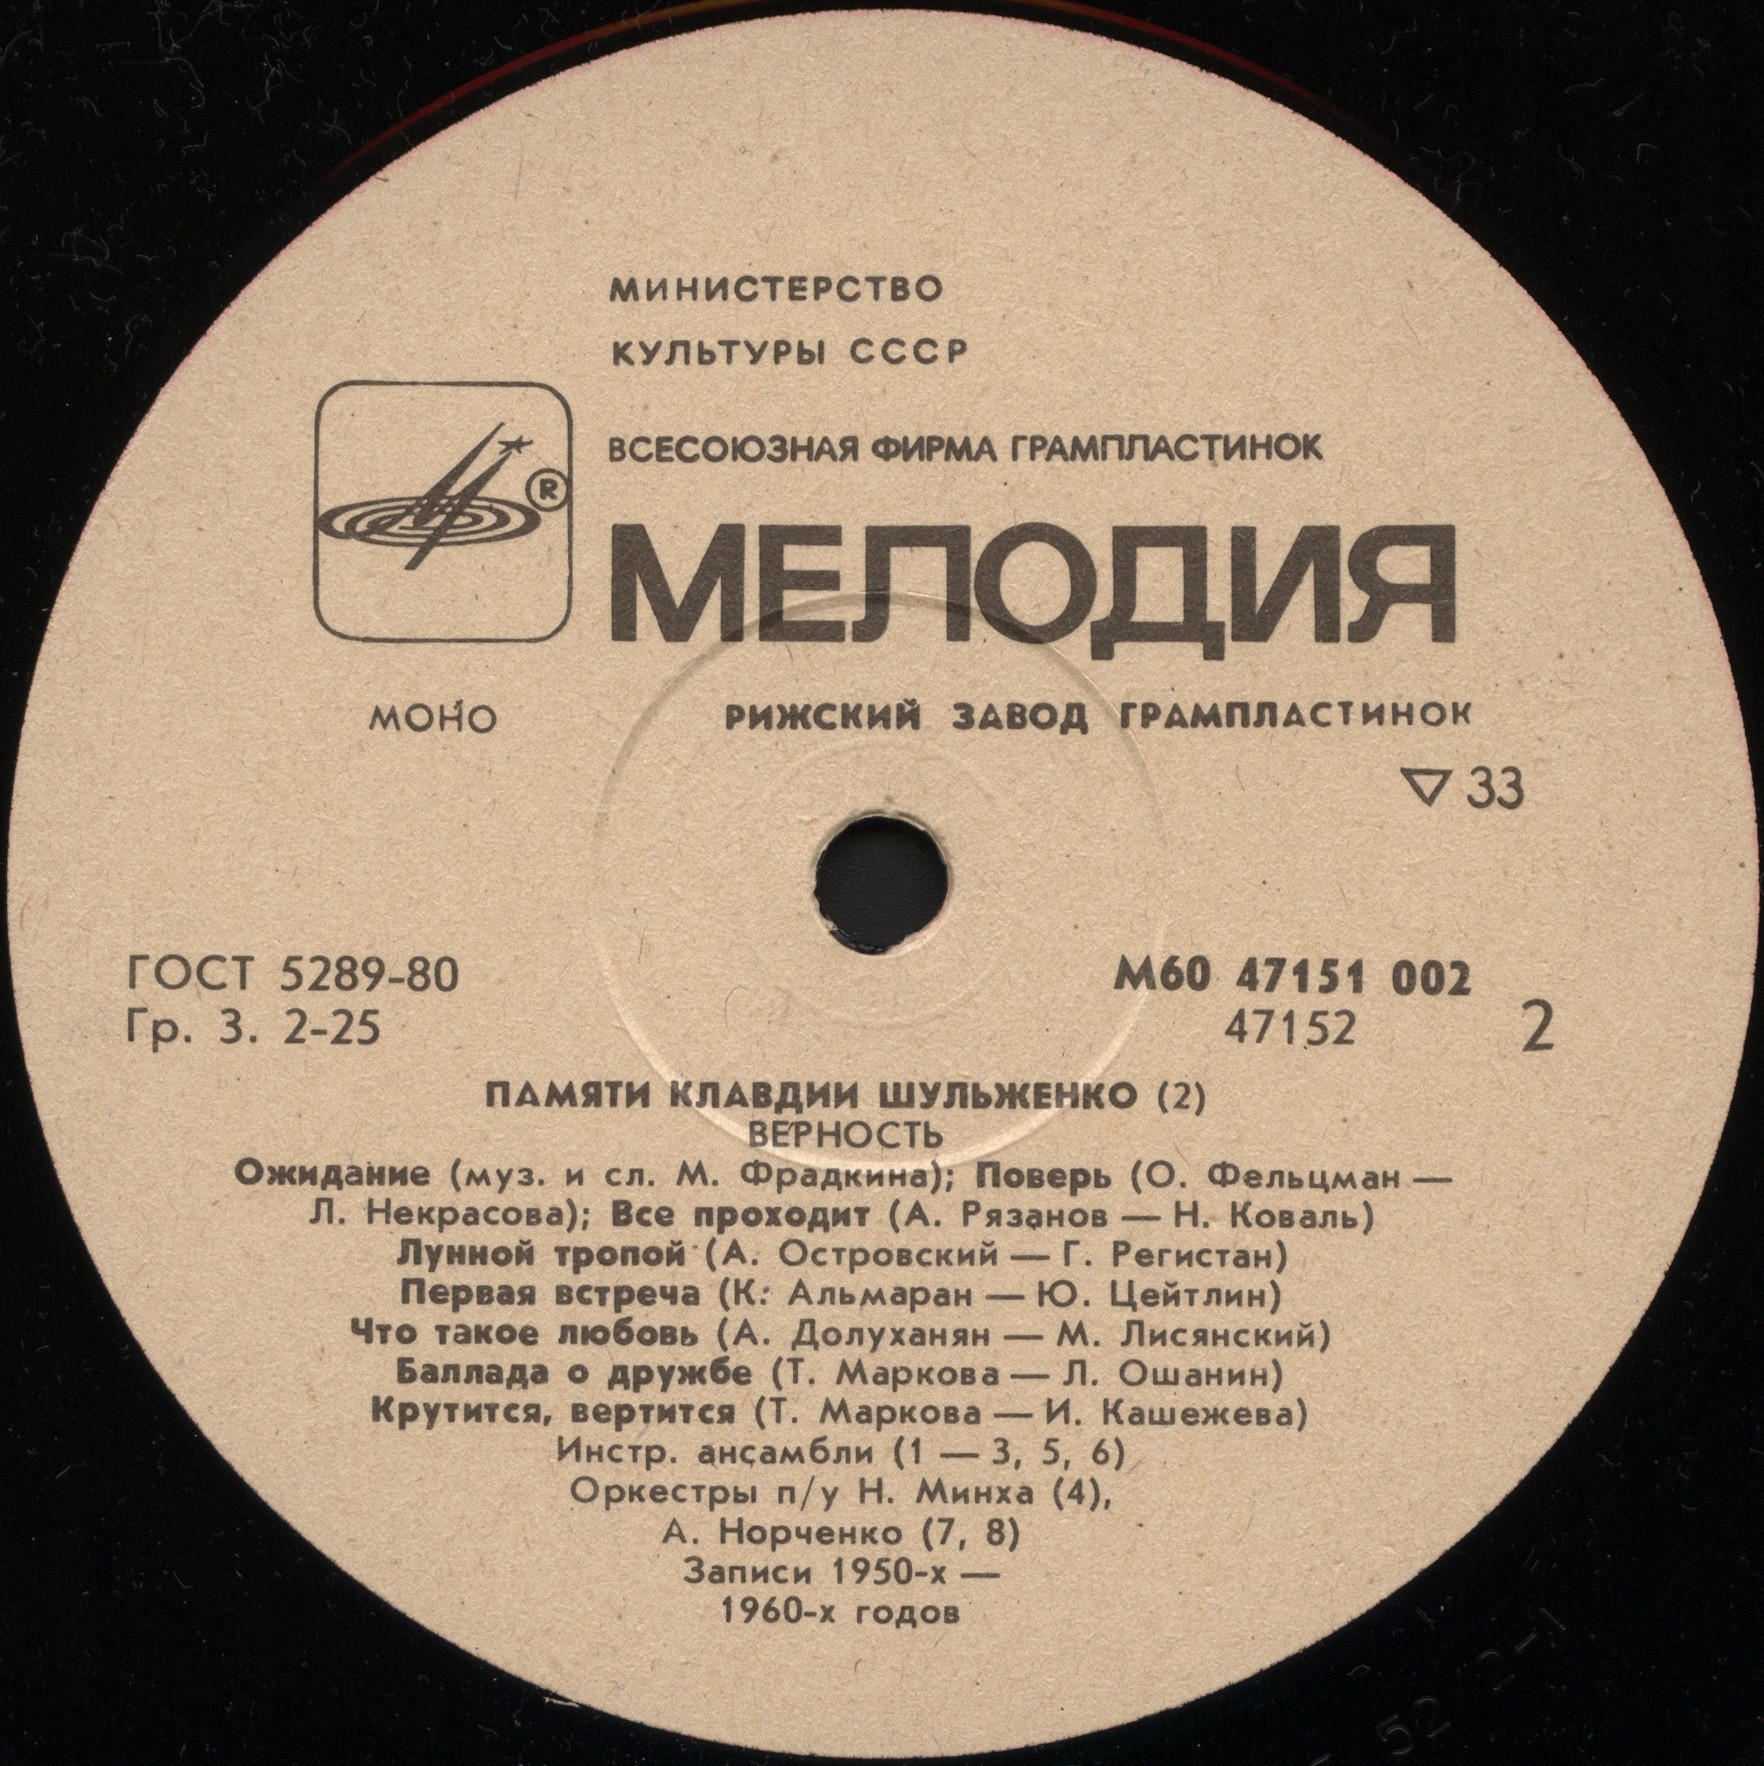 МИНИСТЕРСТВО
КУЛЬТУРЫ СССР
ВСЕСОЮЗНАЯ ФИРМА ГРАМПЛАСТИНОК
®
МЕЛОДИЯ
МОНО
РИЖСКИЙ ЗАВОД ГРАМПЛАСТИНОК
▽ 33
ГОСТ 5289-80
Гр. 3. 2-25
М60 47151 002
47152
2
ПАМЯТИ КЛАВДИИ ШУЛЬЖЕНКО (2)
ВЕРНОСТЬ
Ожидание (муз. и сл. М. Фрадкина); Поверь (О. Фельцман —
Л. Некрасова); Все проходит (А. Рязанов — Н. Коваль)
Лунной тропой (А. Островский — Г. Регистан)
Первая встреча (К. Альмаран — Ю. Цейтлин)
Что такое любовь (А. Долуханян — М. Лисянский)
Баллада о дружбе (Т. Маркова — Л. Ошанин)
Крутится, вертится (Т. Маркова — И. Кашежева)
Инстр. ансамбли (1 — 3, 5, 6)
Оркестры п/у Н. Минха (4),
А. Норченко (7, 8)
Записи 1950-х —
1960-х годов